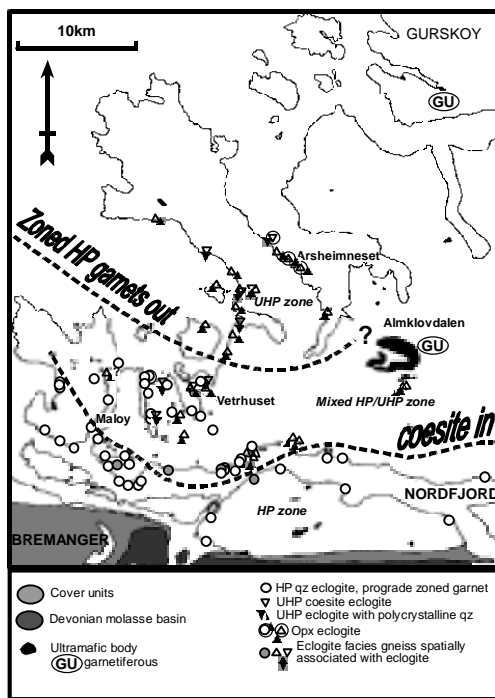 10km
GURSKOY
GU
Zoned HP garnets out
Arsheimneset
UHP zone
?
Almklovdalen
GU
?
Vetrhuset
Mixed HP/UHP zone
Maloy
coesite in
NORDFJORD
HP zone
BREMANGER
Cover units
Devonian molasse basin
Ultramafic body
GU garnetiferous
HP qz eclogite, prograde zoned garnet
UHP coesite eclogite
UHP eclogite with polycrystalline qz
Opx eclogite
Eclogite facies gneiss spatially
associated with eclogite